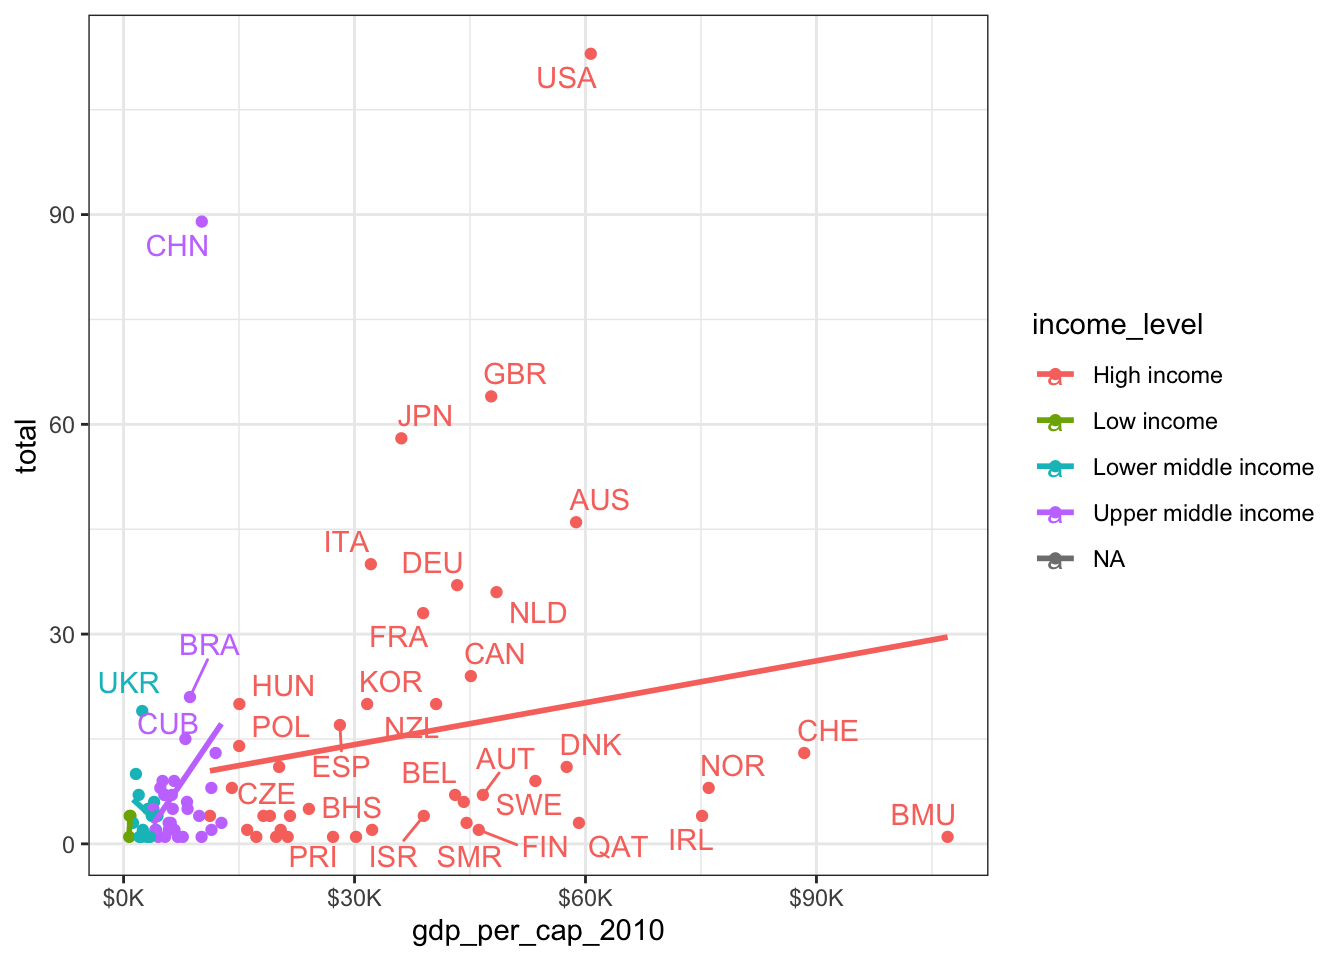 USA
90
CHN
GBR
JPN
60
AUS
ITA
DEU
NLD
FRA
30
BRA
CAN
UKR
HUN
KOR
CUB
POL
NZL
CHE
DNK
ESP
AUT
NOR
BEL
CZE
BHS
SWE
BMU
IRL
0
PRI
ISR
SMR
FIN
QAT
$0K
$30K
$60K
$90K
gdp_per_cap_2010
total
income_level
a High income
a Low income
a Lower middle income
a Upper middle income
a NA